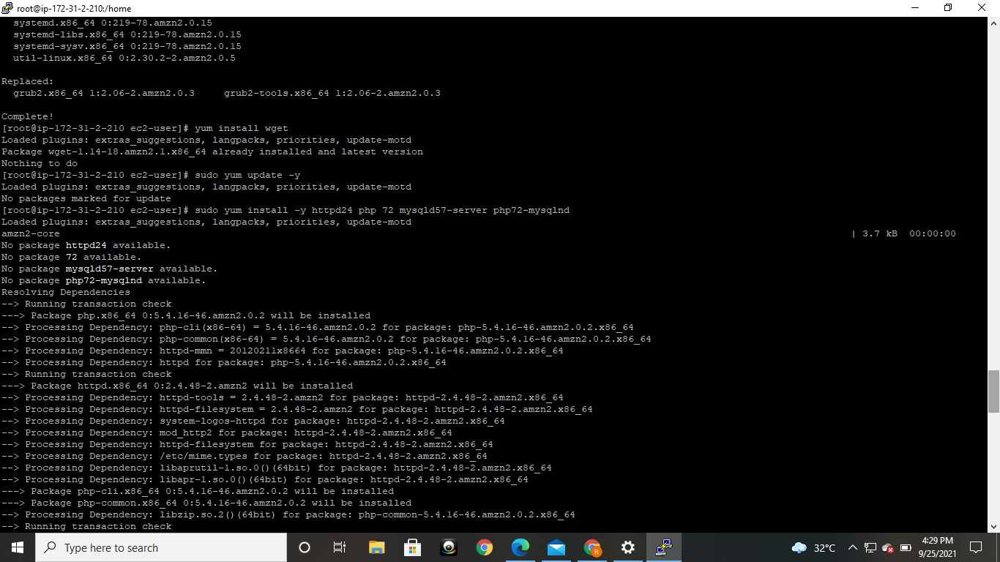 root@ip-172-31-2-210:/home
systemd.x86_64 0:219-78.amzn2.0.15
systemd-libs.x86_64 0:219-78.amzn2.0.15
systemd-sysv.x86_64 0:219-78.amzn2.0.15
util-linux.x86_64 0:2.30.2-2.amzn2.0.5
Replaced:
grub2.x86_64 1:2.06-2.amzn2.0.3     grub2-tools.x86_64 1:2.06-2.amzn2.0.3
Complete!
[root@ip-172-31-2-210 ec2-user]# yum install wget
Loaded plugins: extras_suggestions, langpacks, priorities, update-motd
Package wget-1.14-18.amzn2.1.x86_64 already installed and latest version
Nothing to do
[root@ip-172-31-2-210 ec2-user]# sudo yum update -y
Loaded plugins: extras_suggestions, langpacks, priorities, update-motd
No packages marked for update
[root@ip-172-31-2-210 ec2-user]# sudo yum install -y httpd24 php 72 mysqld57-server php72-mysqlnd
Loaded plugins: extras_suggestions, langpacks, priorities, update-motd
amzn2-core | 3.7 kB  00:00:00
No package httpd24 available.
No package 72 available.
No package mysqld57-server available.
No package php72-mysqlnd available.
Resolving Dependencies
--> Running transaction check
---> Package php.x86_64 0:5.4.16-46.amzn2.0.2 will be installed
--> Processing Dependency: php-cli(x86-64) = 5.4.16-46.amzn2.0.2 for package: php-5.4.16-46.amzn2.0.2.x86_64
--> Processing Dependency: php-common(x86-64) = 5.4.16-46.amzn2.0.2 for package: php-5.4.16-46.amzn2.0.2.x86_64
--> Processing Dependency: httpd-mmn = 20120211x8664 for package: php-5.4.16-46.amzn2.0.2.x86_64
--> Processing Dependency: httpd for package: php-5.4.16-46.amzn2.0.2.x86_64
--> Running transaction check
---> Package httpd.x86_64 0:2.4.48-2.amzn2 will be installed
--> Processing Dependency: httpd-tools = 2.4.48-2.amzn2 for package: httpd-2.4.48-2.amzn2.x86_64
--> Processing Dependency: httpd-filesystem = 2.4.48-2.amzn2 for package: httpd-2.4.48-2.amzn2.x86_64
--> Processing Dependency: system-logos-httpd for package: httpd-2.4.48-2.amzn2.x86_64
--> Processing Dependency: mod_http2 for package: httpd-2.4.48-2.amzn2.x86_64
--> Processing Dependency: httpd-filesystem for package: httpd-2.4.48-2.amzn2.x86_64
--> Processing Dependency: /etc/mime.types for package: httpd-2.4.48-2.amzn2.x86_64
--> Processing Dependency: libaprutil-1.so.0()(64bit) for package: httpd-2.4.48-2.amzn2.x86_64
--> Processing Dependency: libapr-1.so.0()(64bit) for package: httpd-2.4.48-2.amzn2.x86_64
---> Package php-cli.x86_64 0:5.4.16-46.amzn2.0.2 will be installed
---> Package php-common.x86_64 0:5.4.16-46.amzn2.0.2 will be installed
--> Processing Dependency: libzip.so.2()(64bit) for package: php-common-5.4.16-46.amzn2.0.2.x86_64
--> Running transaction check
Type here to search
R
32°C
4:29 PM
9/25/2021